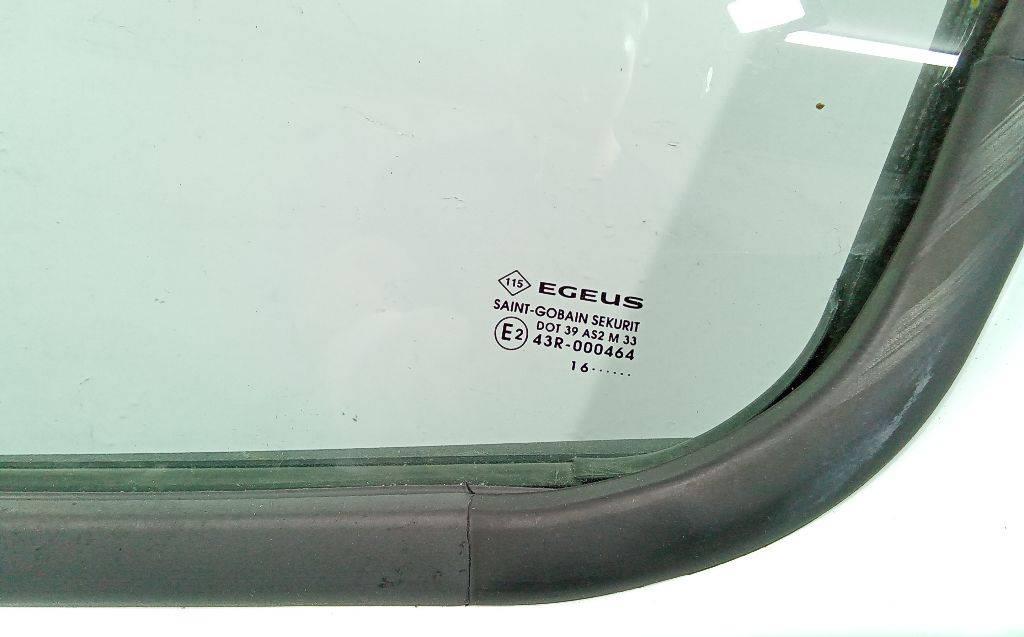 115 EGEUS
SAINT-GOBAIN SEKURIT
DOT 39 AS2 M 33
E2 43R-000464
16······